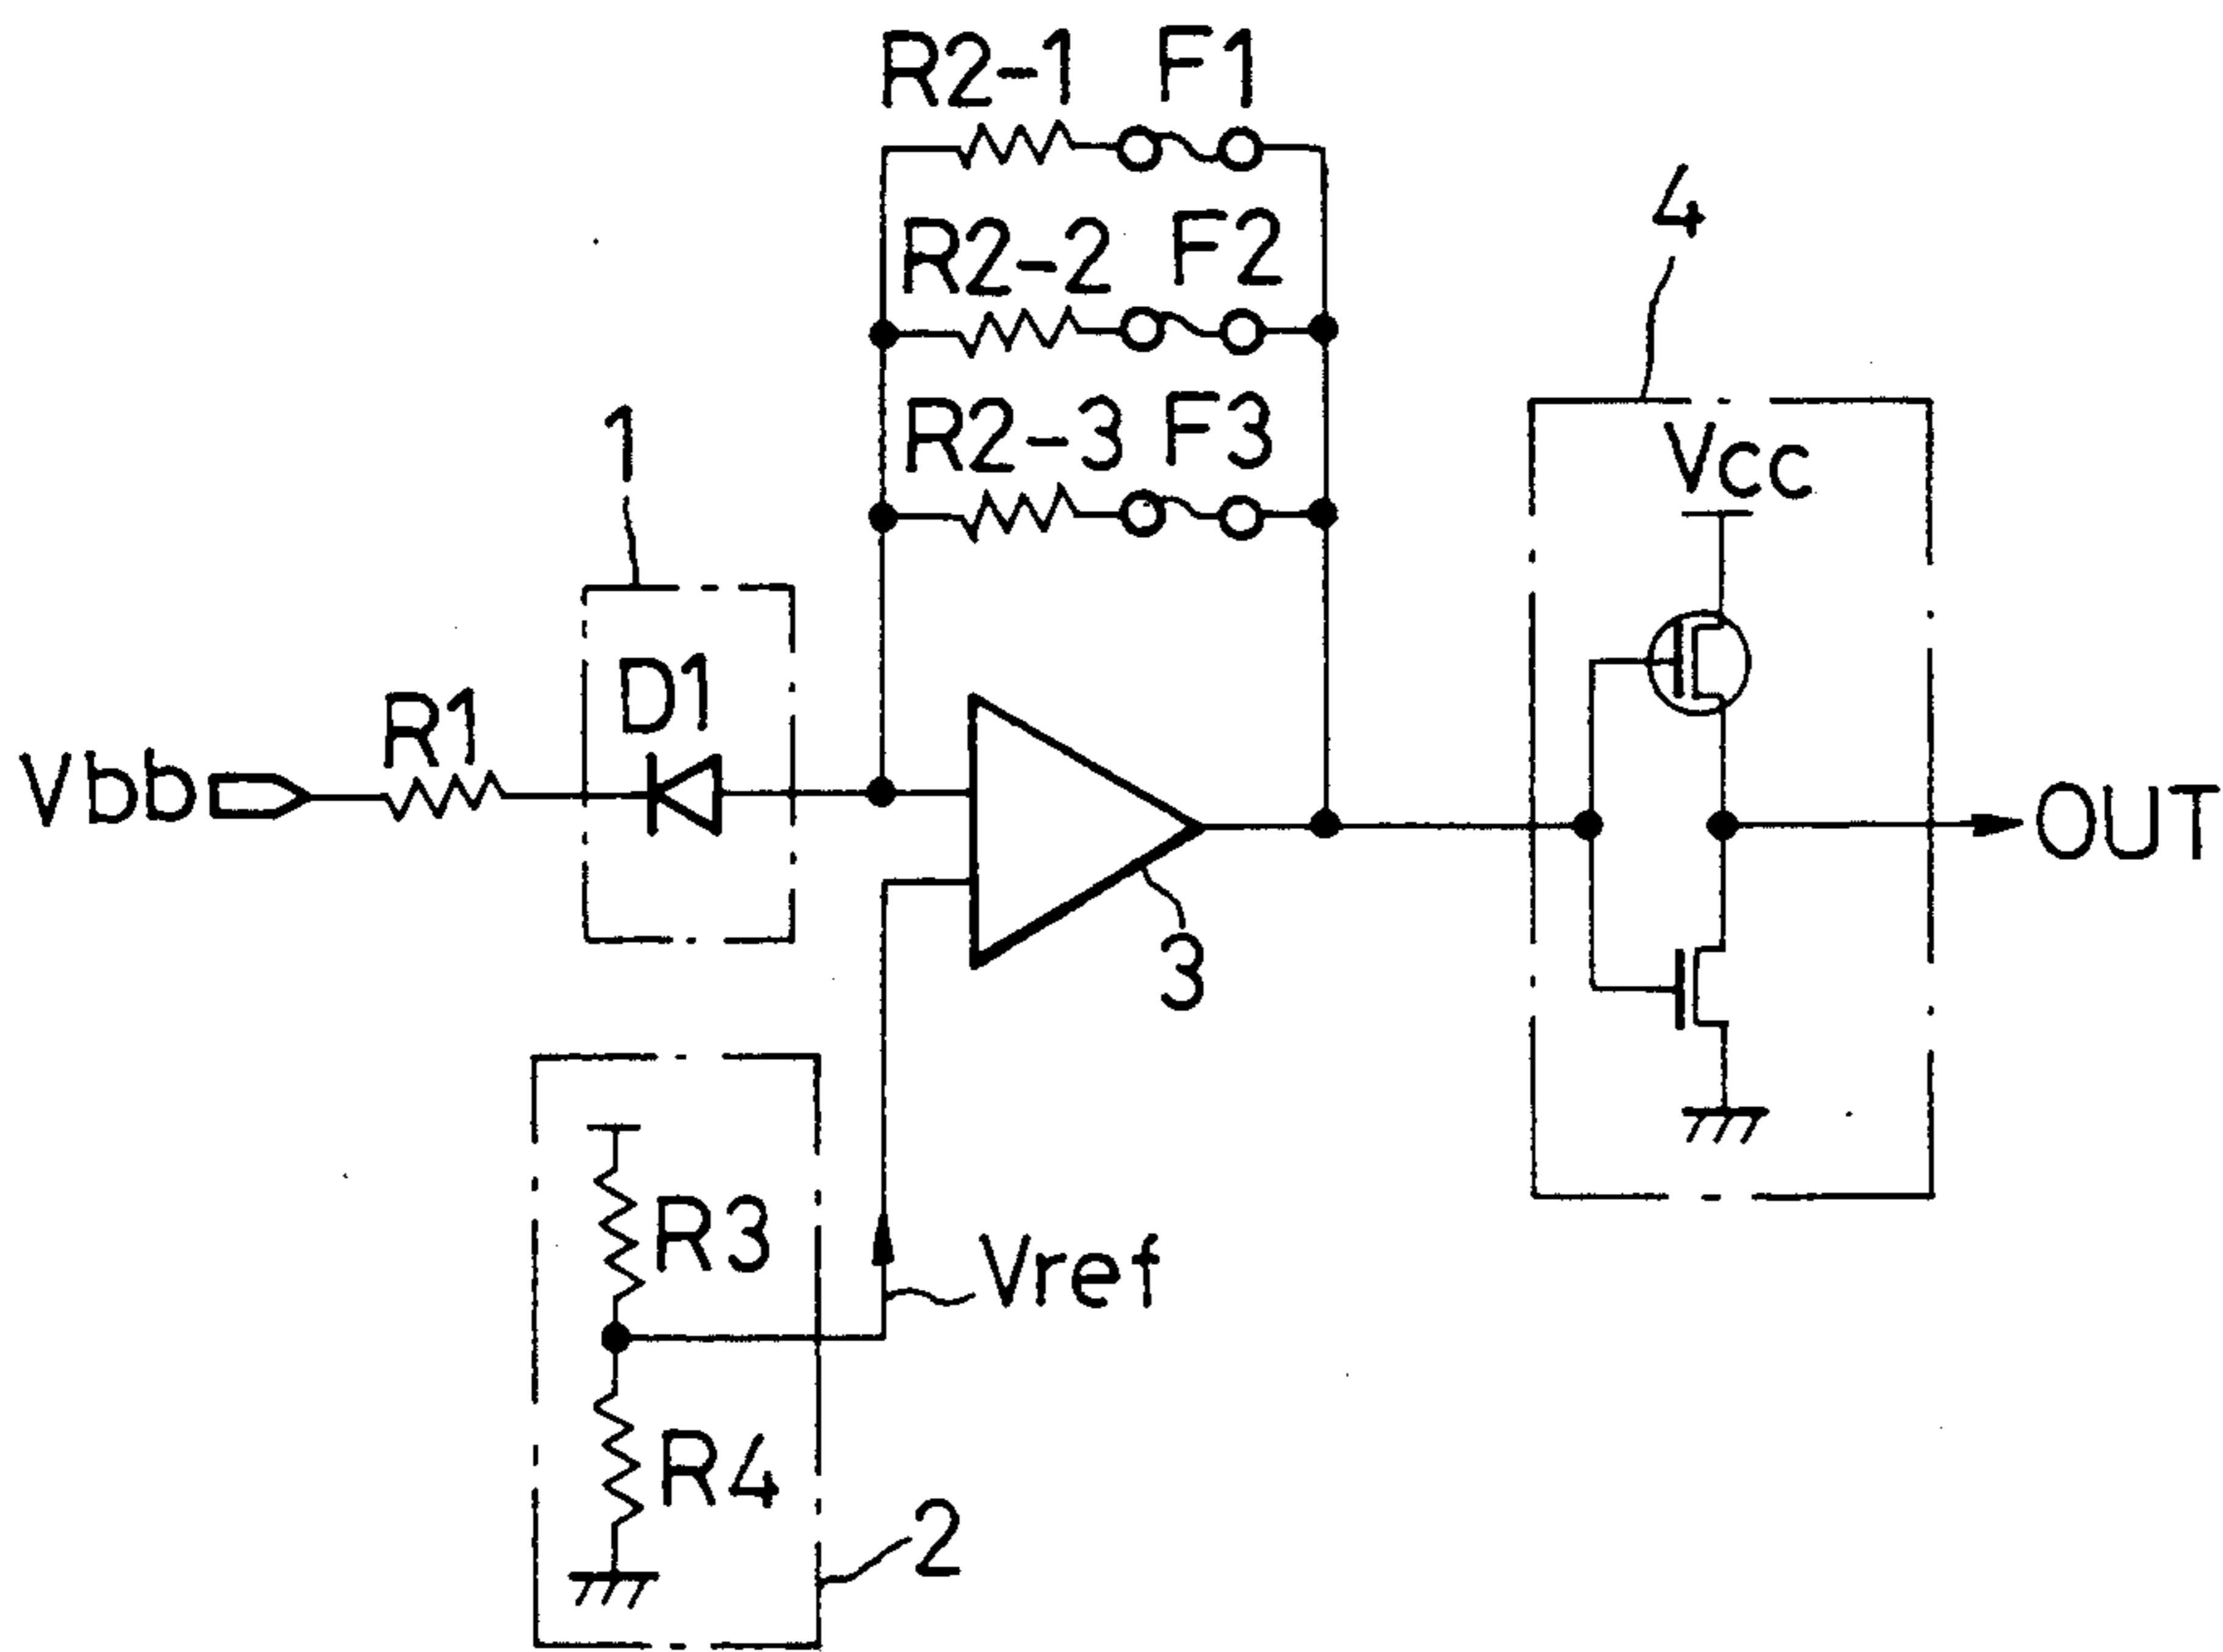 R2-1 F1
R2-2 F2
R2-3 F3
4
Vcc
1
D1
R1
Vbb
OUT
3
R3
Vref
R4
2